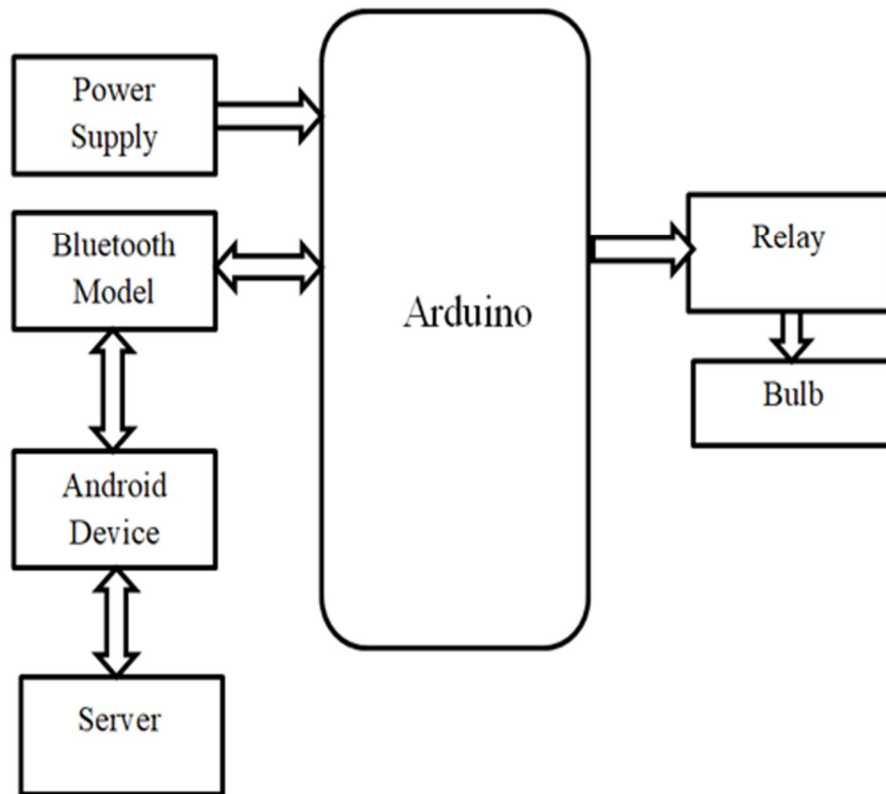 Power
Supply
Bluetooth
Model
Android
Device
Server
Arduino
Relay
Bulb